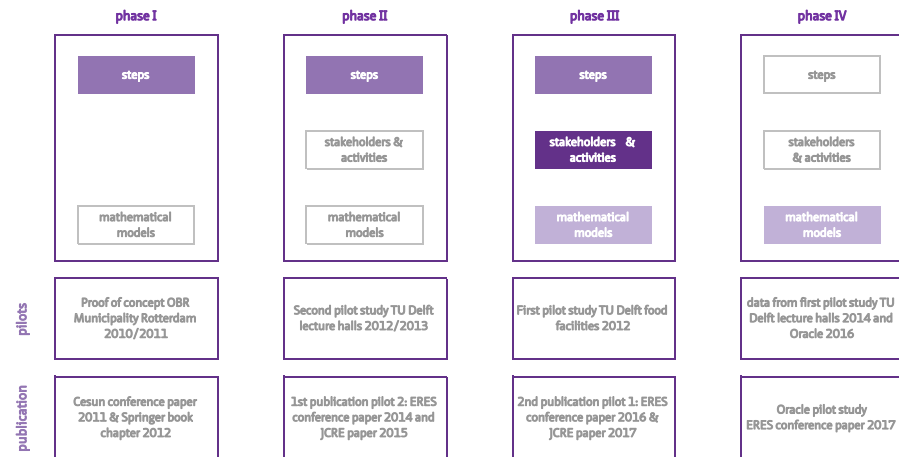 phase I
phase II
phase III
phase IV
steps
steps
steps
steps
stakeholders &
activities
stakeholders &
activities
stakeholders
& activities
mathematical
models
mathematical
models
mathematical
models
mathematical
models
pilots
Proof of concept OBR
Municipality Rotterdam
2010/2011
Second pilot study TU Delft
lecture halls 2012/2013
First pilot study TU Delft food
facilities 2012
data from first pilot study TU
Delft lecture halls 2014 and
Oracle 2016
publication
Cesun conference paper
2011 & Springer book
chapter 2012
1st publication pilot 2: ERES
conference paper 2014 and
JCRE paper 2015
2nd publication pilot 1: ERES
conference paper 2016 &
JCRE paper 2017
Oracle pilot study
ERES conference paper 2017